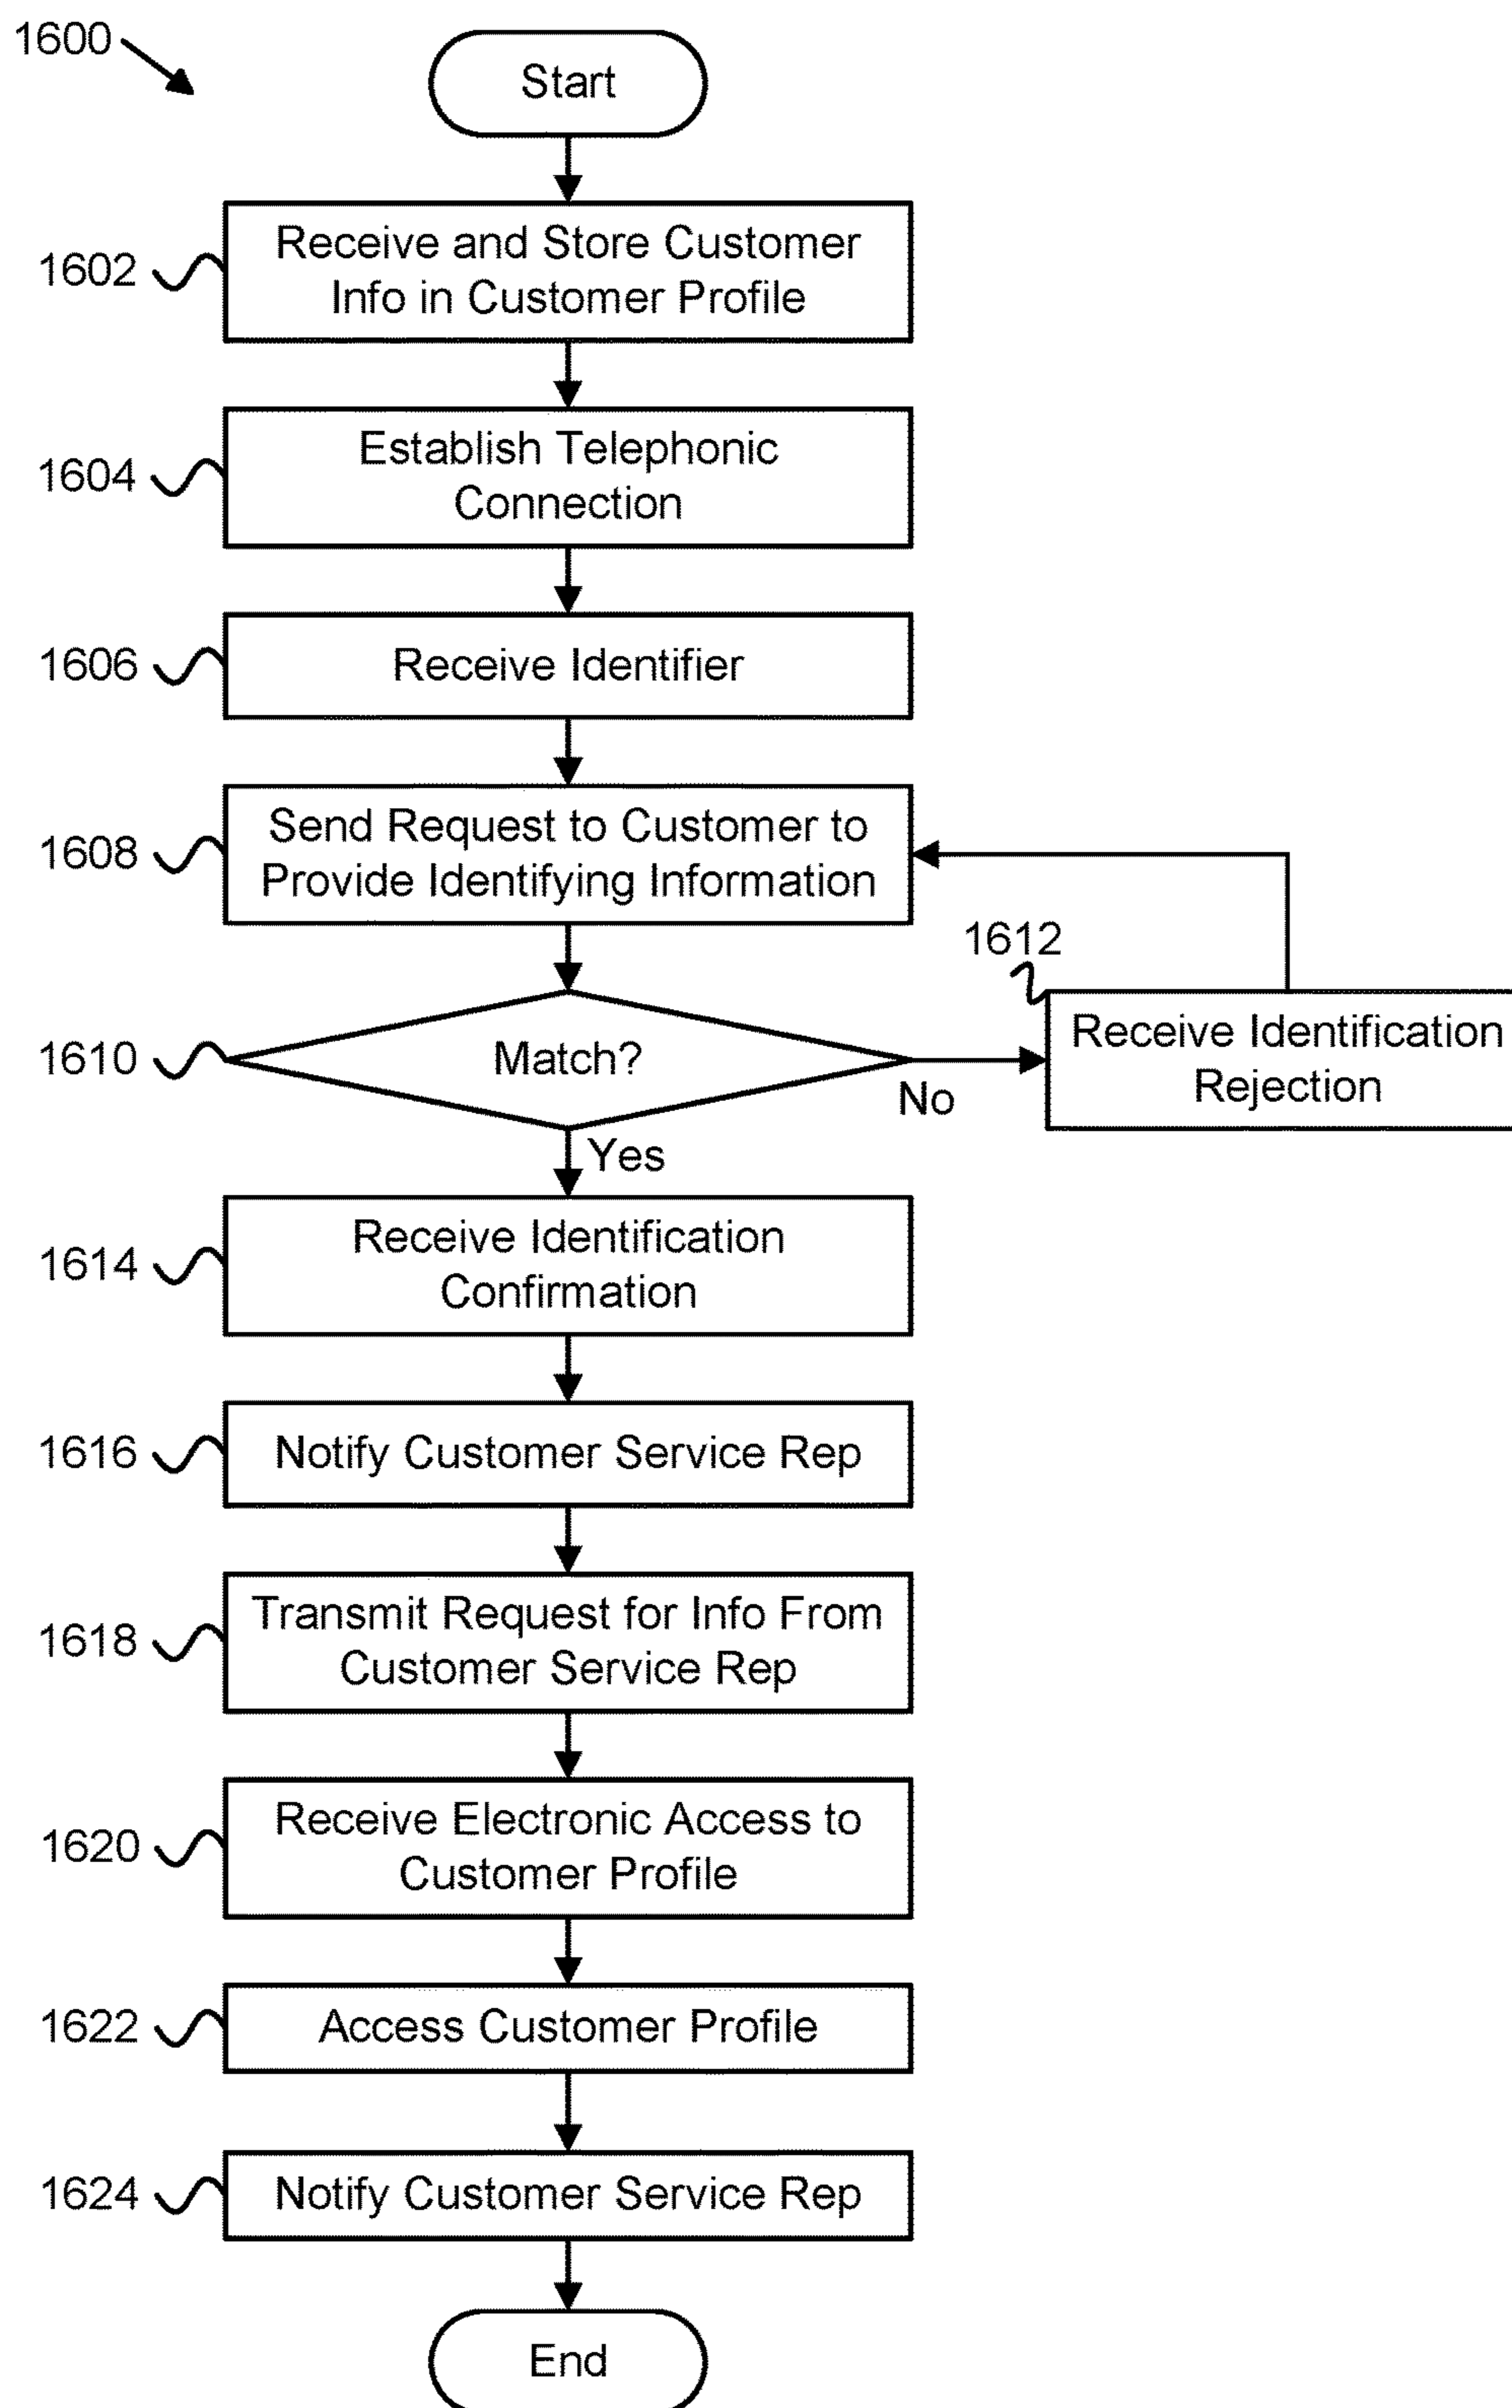 1600
Start
1602
Receive and Store Customer
Info in Customer Profile
1604
Establish Telephonic
Connection
1606
Receive Identifier
1608
Send Request to Customer to
Provide Identifying Information
1610
Match?
No
1612
Receive Identification
Rejection
Yes
1614
Receive Identification
Confirmation
1616
Notify Customer Service Rep
1618
Transmit Request for Info From
Customer Service Rep
1620
Receive Electronic Access to
Customer Profile
1622
Access Customer Profile
1624
Notify Customer Service Rep
End